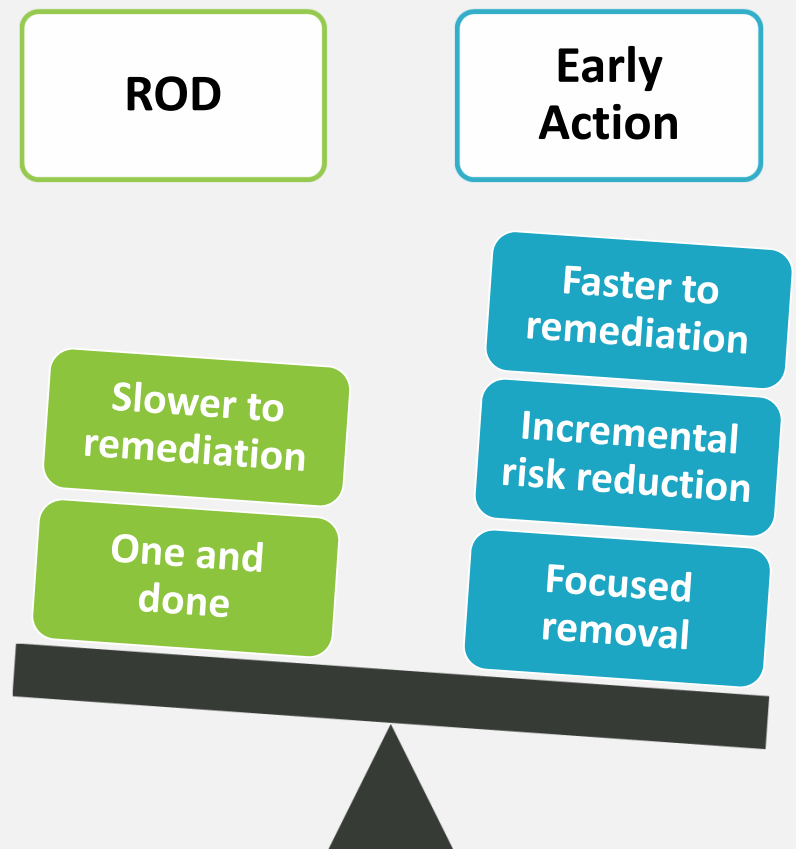 ROD
Early
Action
Slower to
remediation
One and
done
Faster to
remediation
Incremental
risk reduction
Focused
removal